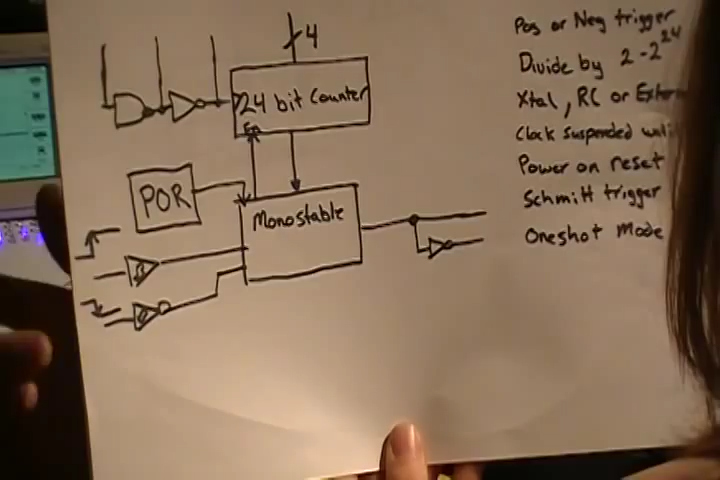 4
24 bit Counter
En
POR
Monostable
Pos or Neg trigger
Divide by 2 - 2^24
Xtal, RC or
Clock suspended
Power on reset
Schmitt trigger
Oneshot Mode